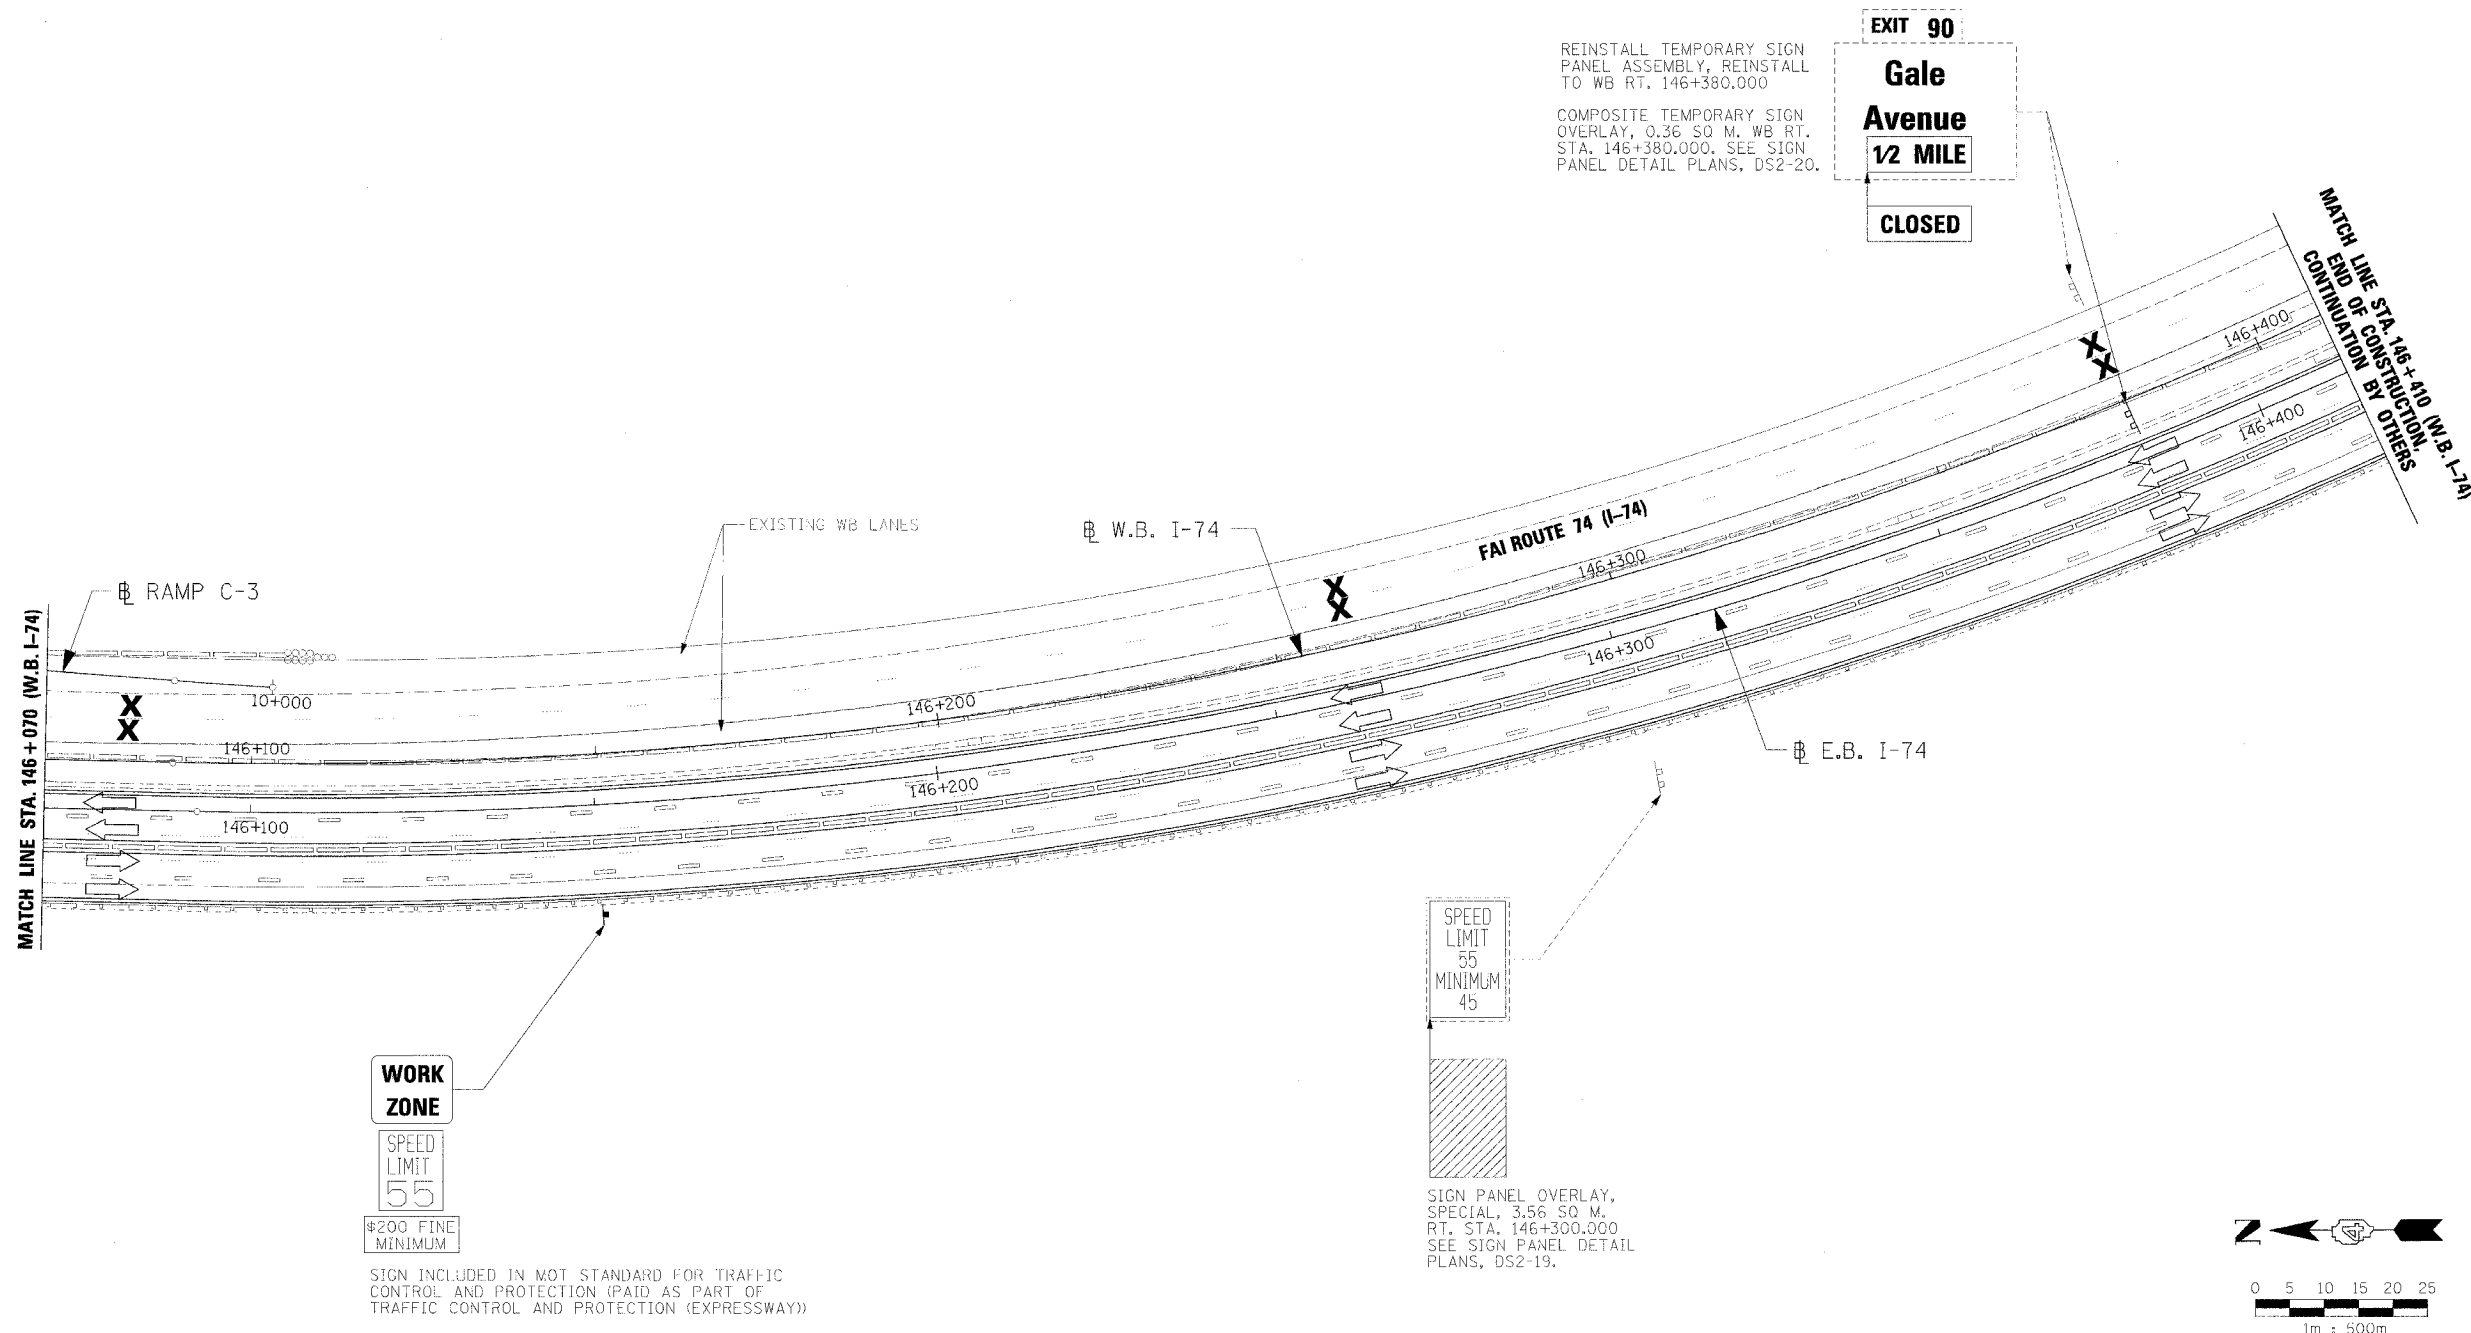 EXIT 90
Gale
Avenue
1/2 MILE
CLOSED
REINSTALL TEMPORARY SIGN
PANEL ASSEMBLY, REINSTALL
TO WB RT. 146+380.000
COMPOSITE TEMPORARY SIGN
OVERLAY, 0.36 SQ M. WB RT.
STA. 146+380.000. SEE SIGN
PANEL DETAIL PLANS, DS2-20.
MATCH LINE STA. 146+410 (W.B. I-74)
END OF CONSTRUCTION,
CONTINUATION BY OTHERS
146+400
146+400
EXISTING WB LANES
℄ W.B. I-74
FAI ROUTE 74 (I-74)
146+300
146+300
℄ RAMP C-3
MATCH LINE STA. 146+070 (W.B. I-74)
10+000
146+200
146+100
146+200
146+100
℄ E.B. I-74
SPEED
LIMIT
55
MINIMUM
45
SIGN PANEL OVERLAY,
SPECIAL, 3.56 SQ M.
RT. STA. 146+300.000
SEE SIGN PANEL DETAIL
PLANS, DS2-19.
WORK
ZONE
SPEED
LIMIT
55
$200 FINE
MINIMUM
SIGN INCLUDED IN MOT STANDARD FOR TRAFFIC
CONTROL AND PROTECTION (PAID AS PART OF
TRAFFIC CONTROL AND PROTECTION (EXPRESSWAY))
Z
0 5 10 15 20 25
1m : 500m
X
X
X
X
X
X